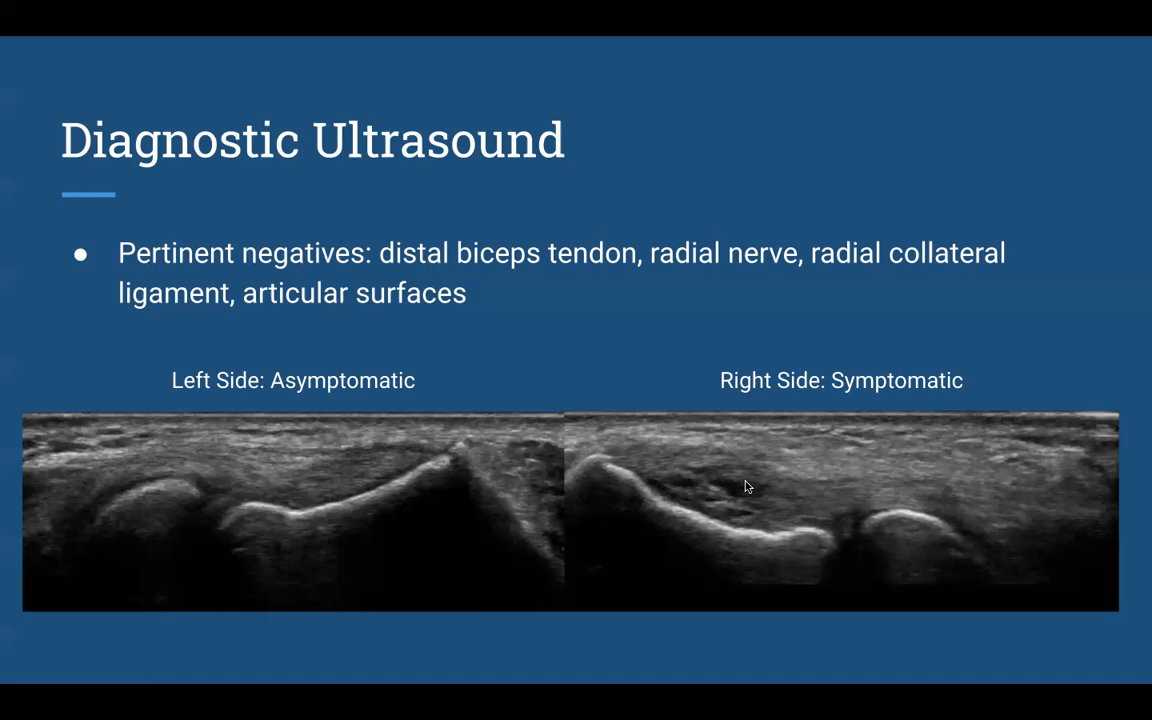 Diagnostic Ultrasound
● Pertinent negatives: distal biceps tendon, radial nerve, radial collateral
ligament, articular surfaces
Left Side: Asymptomatic
Right Side: Symptomatic